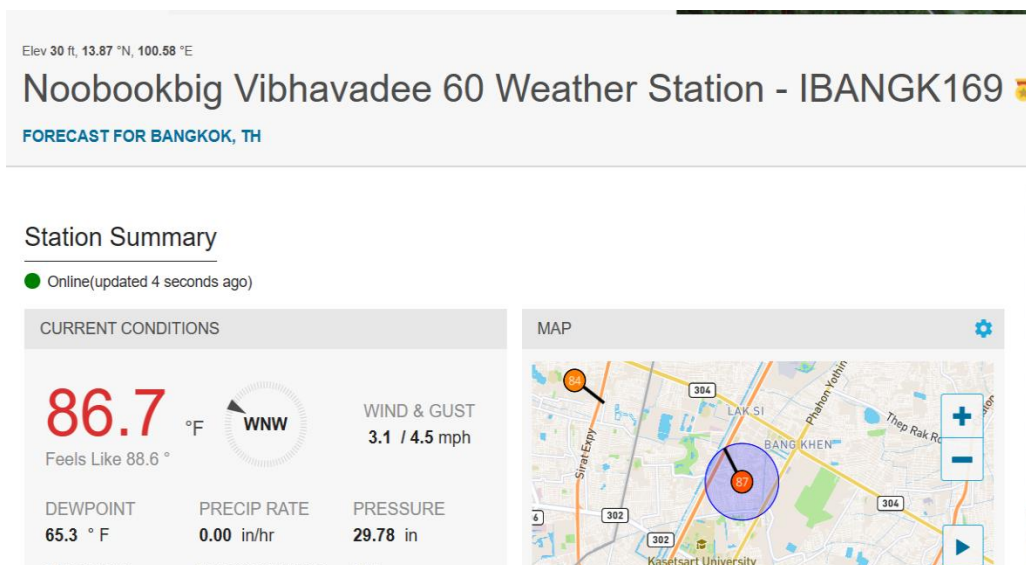 Elev 30 ft, 13.87 °N, 100.58 °E
Noobookbig Vibhavadee 60 Weather Station - IBANGK169
FORECAST FOR BANGKOK, TH
Station Summary
Online(updated 4 seconds ago)
CURRENT CONDITIONS
86.7 °F
Feels Like 88.6 °
WNW
WIND & GUST
3.1 / 4.5 mph
DEWPOINT
65.3 ° F
PRECIP RATE
0.00 in/hr
PRESSURE
29.78 in
MAP
84
304
LAK SI
Phahon Yothin
Thep Rak
BANG KHEN
Sirat Expy
87
+
−
6
302
304
302
Kasetsart University